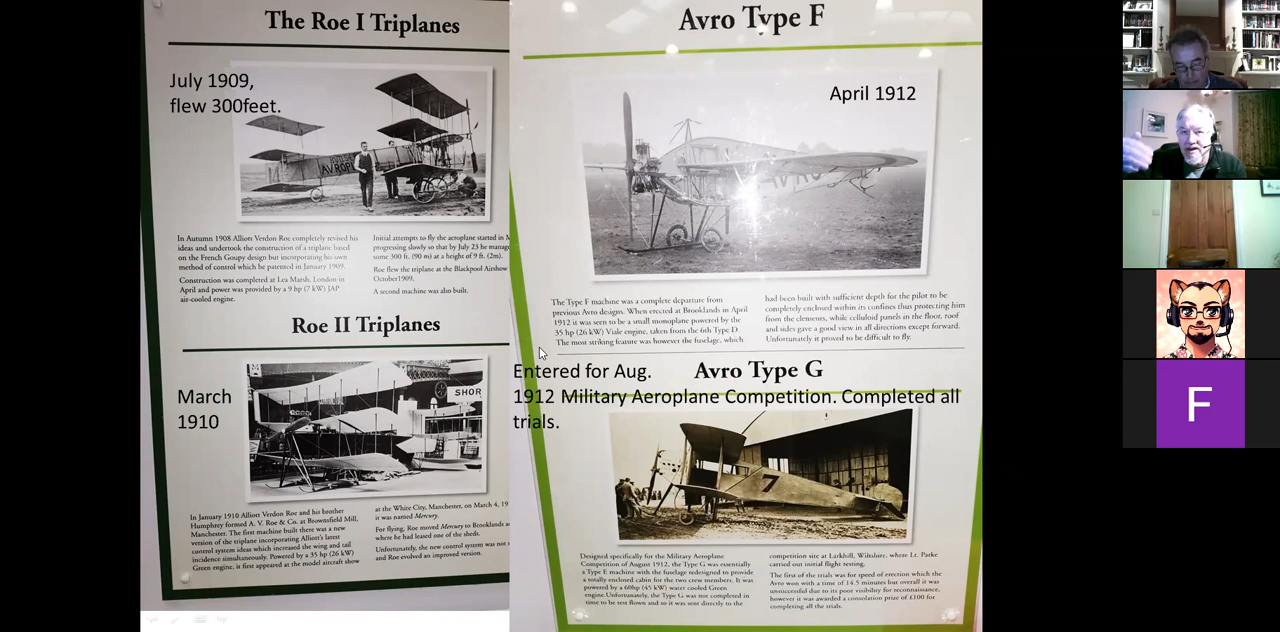 The Roe I Triplanes
July 1909,
flew 300feet.
AVROP
In Autumn 1908 Alliott Verdon Roe completely revised his
ideas and undertook the construction of a triplane based
on the French Goupy design but incorporating his own
method of control which he patented in January 1909.
Construction was completed at Lea Marsh, London in
April and power was provided by a 9 hp (7 kW) JAP
air-cooled engine.
Initial attempts to fly the aeroplane started in M
progressing slowly so that by July 23 he manage
some 300 ft. (90 m) at a height of 9 ft. (2m).
Roe flew the triplane at the Blackpool Airshow
October1909.
A second machine was also built.
Roe II Triplanes
March
1910
SHOR
In January 1910 Alliott Verdon Roe and his brother
Humphrey formed A. V. Roe & Co. at Brownsfield Mill,
Manchester. The first machine built there was a new
version of the triplane incorporating Alliott's latest
control system ideas which increased the wing and tail
incidence simultaneously. Powered by a 35 hp (26 kW)
Green engine, it first appeared at the model aircraft show
at the White City, Manchester, on March 4, 19
it was named Mercury.
For flying, Roe moved Mercury to Brooklands
where he had leased one of the sheds.
Unfortunately, the new control system was not
and Roe evolved an improved version.
Avro Type F
April 1912
The Type F machine was a complete departure from
previous Avro designs. When erected at Brooklands in April
1912 it was seen to be a small monoplane powered by the
35 hp (26 kW) Viale engine, taken from the 6th Type D.
The most striking feature was however the fuselage, which
had been built with sufficient depth for the pilot to be
completely enclosed within its confines thus protecting him
from the elements, while celluloid panels in the floor, roof
and sides gave a good view in all directions except forward.
Unfortunately it proved to be difficult to fly.
Avro Type G
Entered for Aug.
1912 Military Aeroplane Competition. Completed all
trials.
7
Designed specifically for the Military Aeroplane
Competition of August 1912, the Type G was essentially
a Type E machine with the fuselage redesigned to provide
a totally enclosed cabin for the two crew members. It was
powered by a 60hp (45 kW) water cooled Green
engine.Unfortunately, the Type G was not completed in
time to be test flown and so it was sent directly to the
competition site at Larkhill, Wiltshire, where Lt. Parke
carried out initial flight testing.
The first of the trials was for speed of erection which the
Avro won with a time of 14.5 minutes but overall it was
unsuccessful due to its poor visibility for reconnaissance,
however it was awarded a consolation prize of £100 for
completing all the trials.
F